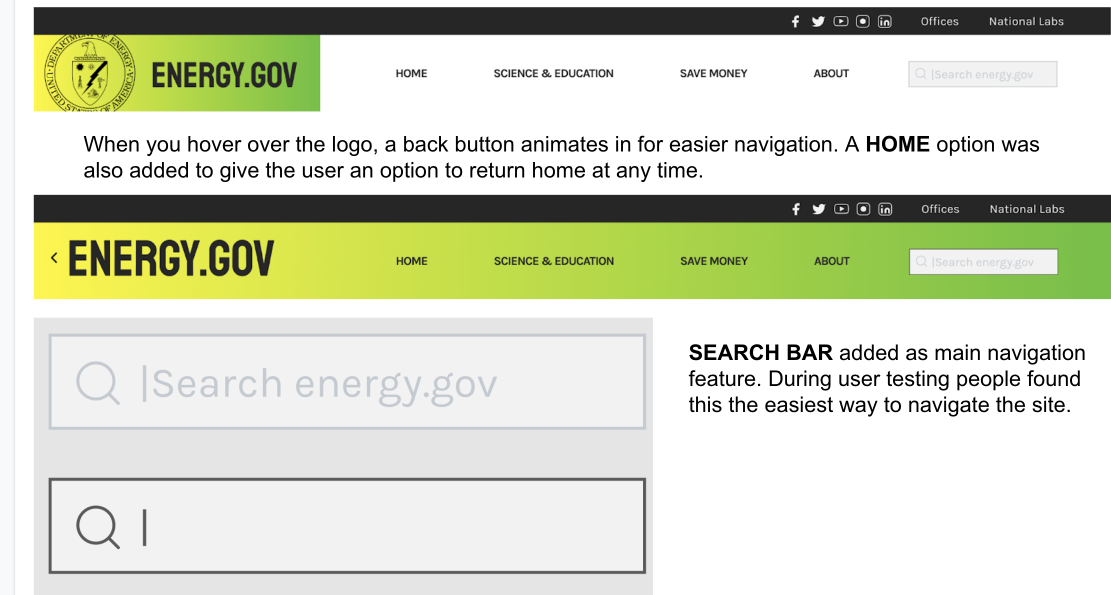 Offices National Labs
DEPARTMENT OF ENERGY
UNITED STATES OF AMERICA
ENERGY.GOV
HOME SCIENCE & EDUCATION SAVE MONEY ABOUT |Search energy.gov
When you hover over the logo, a back button animates in for easier navigation. A HOME option was
also added to give the user an option to return home at any time.
Offices National Labs
< ENERGY.GOV HOME SCIENCE & EDUCATION SAVE MONEY ABOUT |Search energy.gov
|Search energy.gov
SEARCH BAR added as main navigation
feature. During user testing people found
this the easiest way to navigate the site.
|